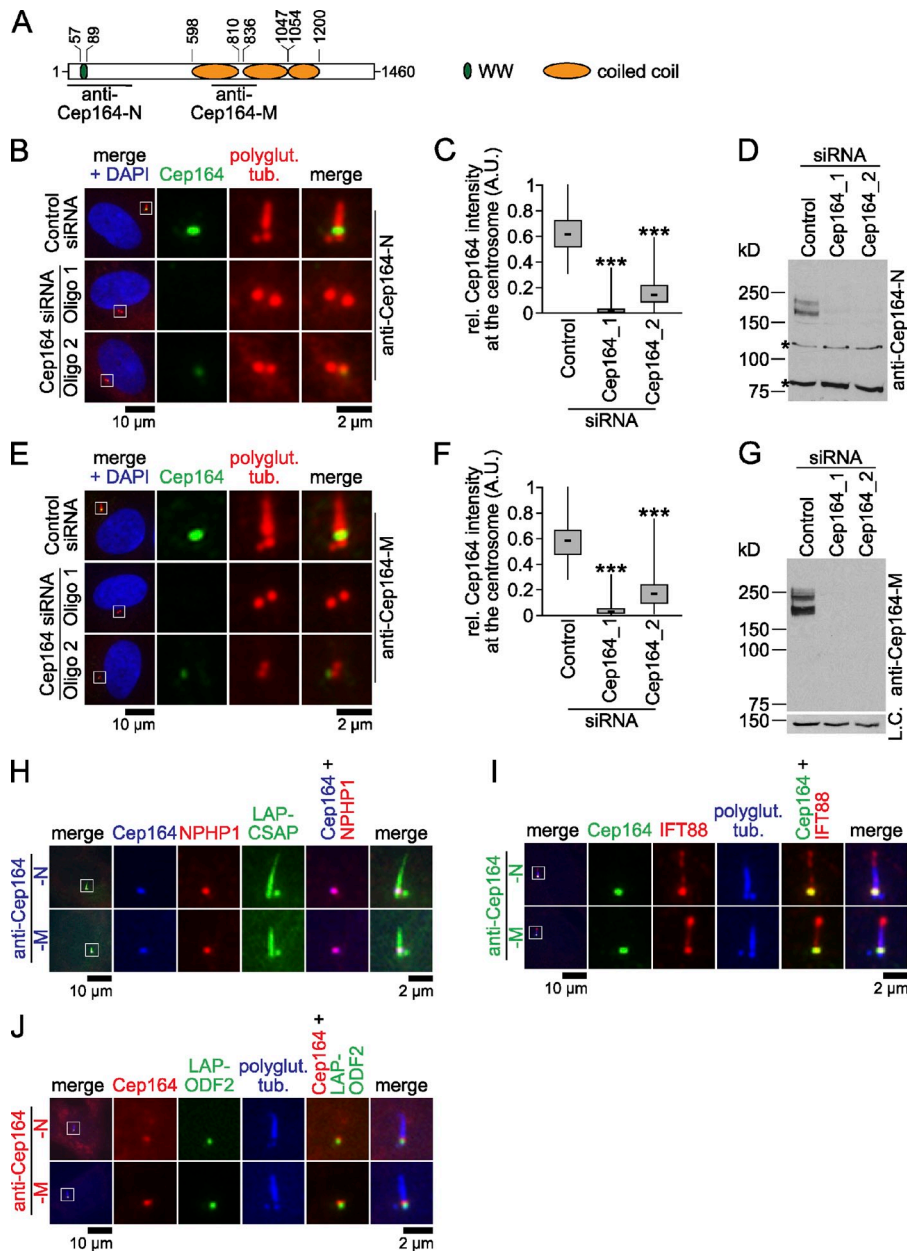 A
57
89
598
810
836
1047
1054
1200
1
1460
WW
coiled coil
anti-
Cep164-N
anti-
Cep164-M
B
merge
+ DAPI
Cep164
polyglut.
tub.
merge
Control
siRNA
Cep164 siRNA
Oligo 1
Oligo 2
anti-Cep164-N
10 µm
2 µm
C
rel. Cep164 intensity
at the centrosome (A.U.)
1
0.8
0.6
0.4
0.2
0
***
***
Control
Cep164_1
Cep164_2
siRNA
D
siRNA
Control
Cep164_1
Cep164_2
kD
250
150
*
100
*
75
anti-Cep164-N
E
merge
+ DAPI
Cep164
polyglut.
tub.
merge
Control
siRNA
Cep164 siRNA
Oligo 1
Oligo 2
anti-Cep164-M
10 µm
2 µm
F
rel. Cep164 intensity
at the centrosome (A.U.)
1
0.8
0.6
0.4
0.2
0
***
***
Control
Cep164_1
Cep164_2
siRNA
G
siRNA
Control
Cep164_1
Cep164_2
kD
250
150
100
75
150
anti-Cep164-M
L.C.
H
merge
Cep164
NPHP1
LAP-
CSAP
Cep164 +
NPHP1
merge
anti-Cep164
-N
-M
10 µm
2 µm
I
merge
Cep164
IFT88
polyglut.
tub.
Cep164 +
IFT88
merge
anti-Cep164
-N
-M
10 µm
2 µm
J
merge
Cep164
LAP-
ODF2
polyglut.
tub.
Cep164 +
LAP-
ODF2
merge
anti-Cep164
-N
-M
10 µm
2 µm